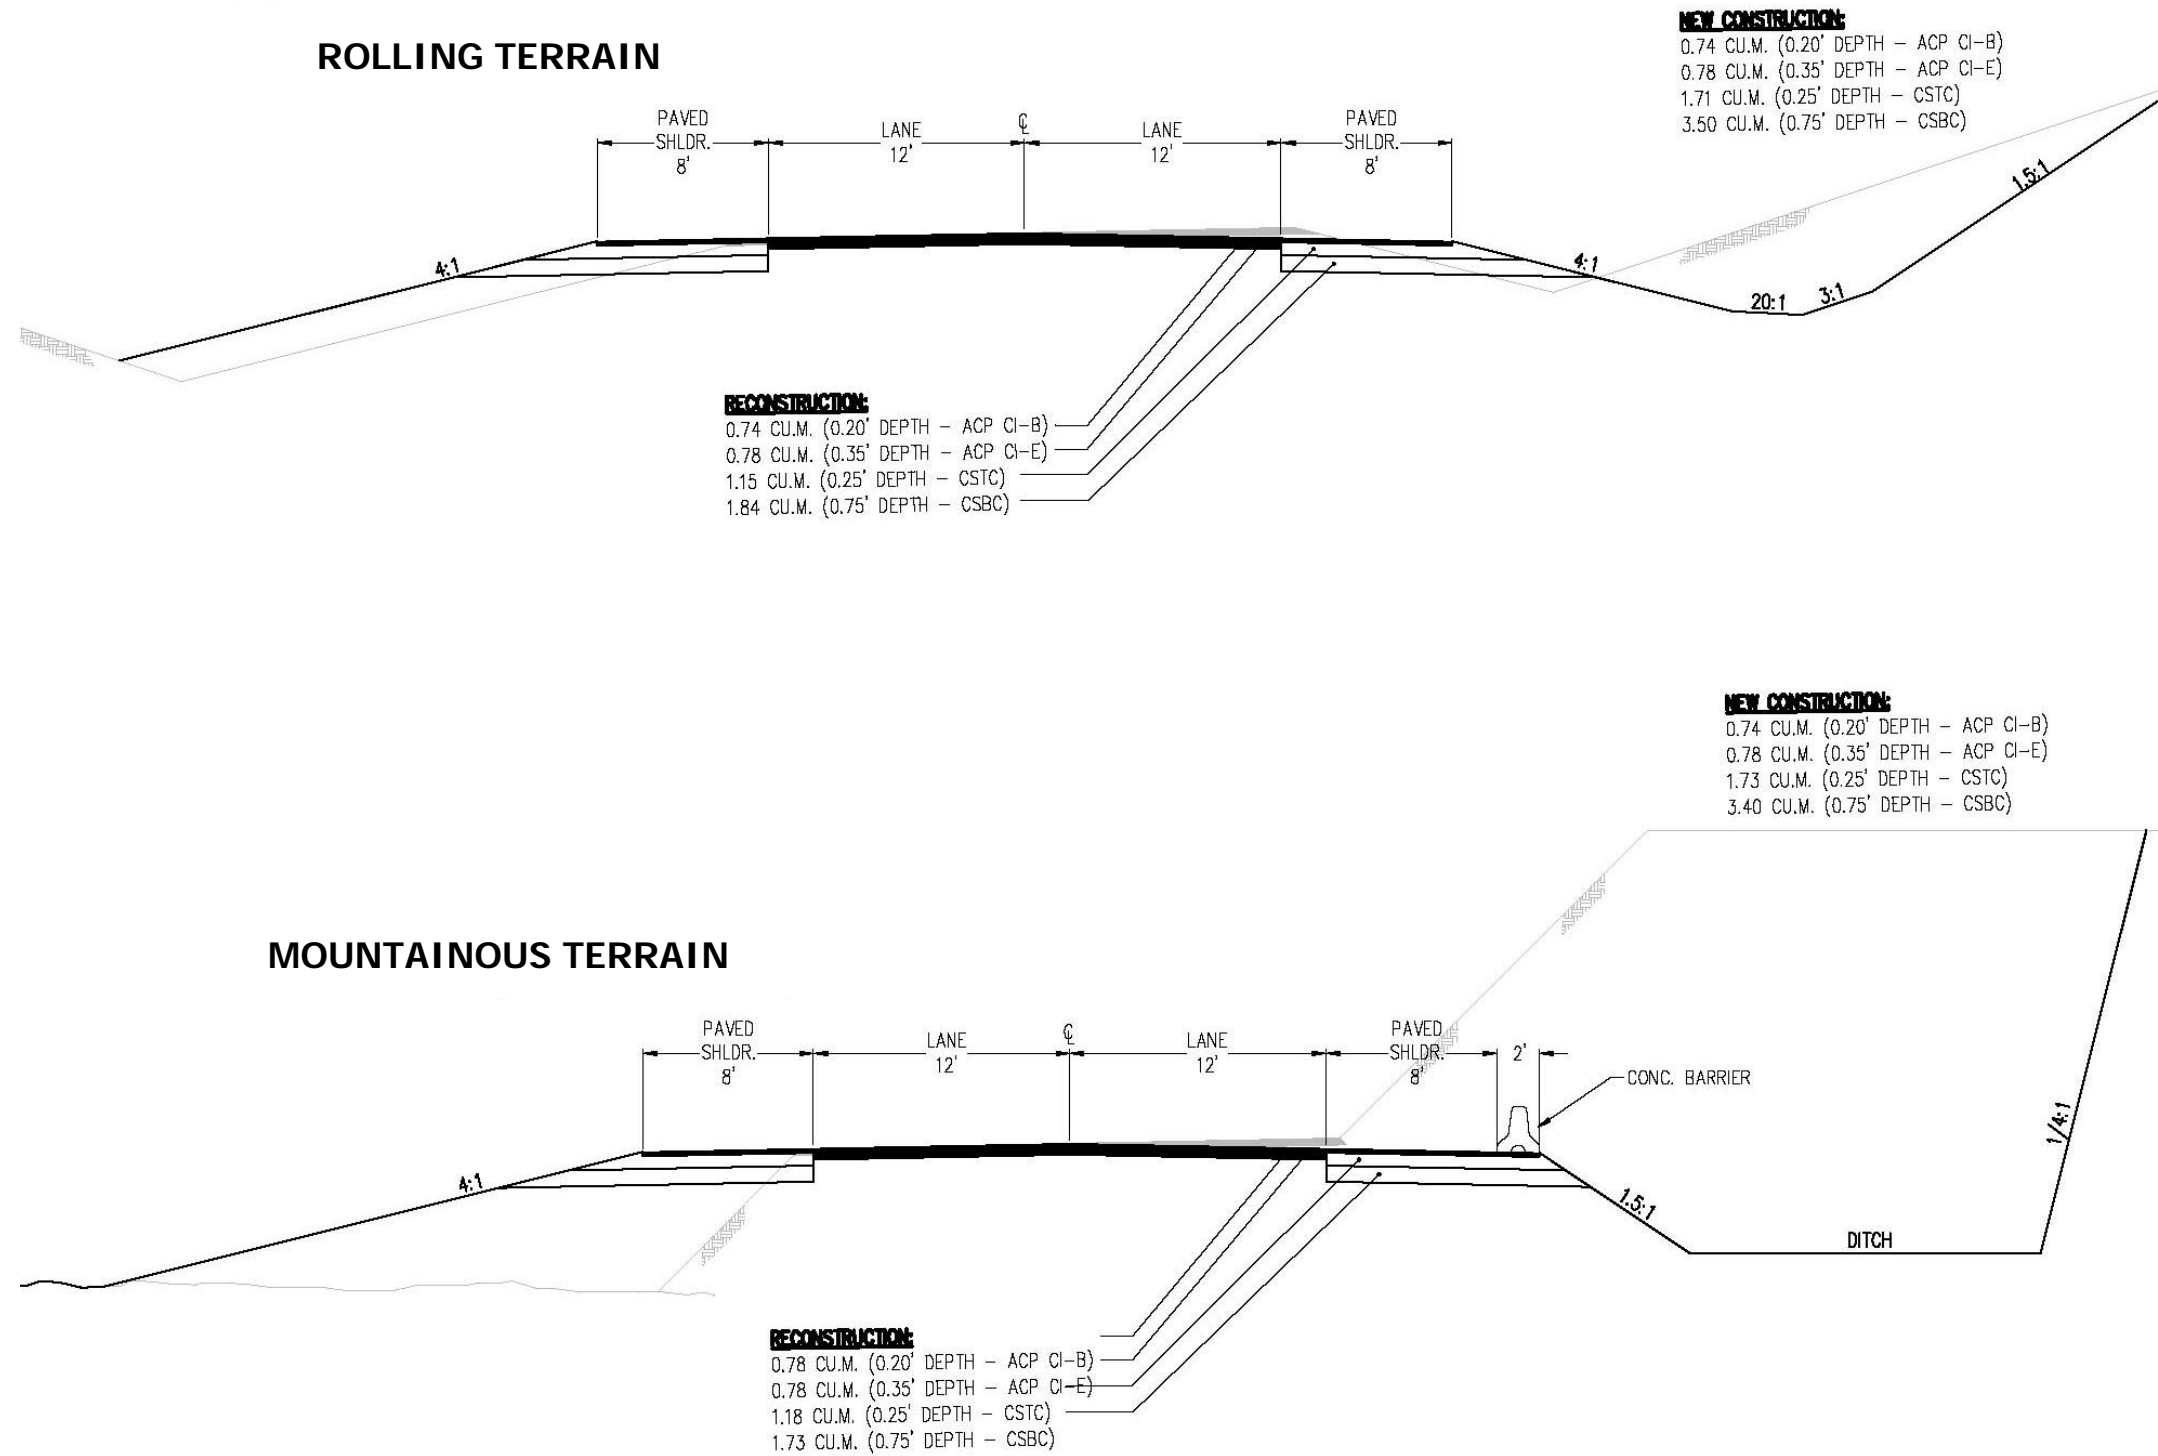 ROLLING TERRAIN
NEW CONSTRUCTION:
0.74 CU.M. (0.20' DEPTH – ACP CI-B)
0.78 CU.M. (0.35' DEPTH – ACP CI-E)
1.71 CU.M. (0.25' DEPTH – CSTC)
3.50 CU.M. (0.75' DEPTH – CSBC)
PAVED
SHLDR.
8'
LANE
12'
℄
LANE
12'
PAVED
SHLDR.
8'
4:1
4:1
20:1
3:1
1.5:1
RECONSTRUCTION:
0.74 CU.M. (0.20' DEPTH – ACP CI-B)
0.78 CU.M. (0.35' DEPTH – ACP CI-E)
1.15 CU.M. (0.25' DEPTH – CSTC)
1.84 CU.M. (0.75' DEPTH – CSBC)
NEW CONSTRUCTION:
0.74 CU.M. (0.20' DEPTH – ACP CI-B)
0.78 CU.M. (0.35' DEPTH – ACP CI-E)
1.73 CU.M. (0.25' DEPTH – CSTC)
3.40 CU.M. (0.75' DEPTH – CSBC)
MOUNTAINOUS TERRAIN
PAVED
SHLDR.
8'
LANE
12'
℄
LANE
12'
PAVED
SHLDR.
8'
2'
CONC. BARRIER
4:1
1.5:1
DITCH
1/4:1
RECONSTRUCTION:
0.78 CU.M. (0.20' DEPTH – ACP CI-B)
0.78 CU.M. (0.35' DEPTH – ACP CI-E)
1.18 CU.M. (0.25' DEPTH – CSTC)
1.73 CU.M. (0.75' DEPTH – CSBC)